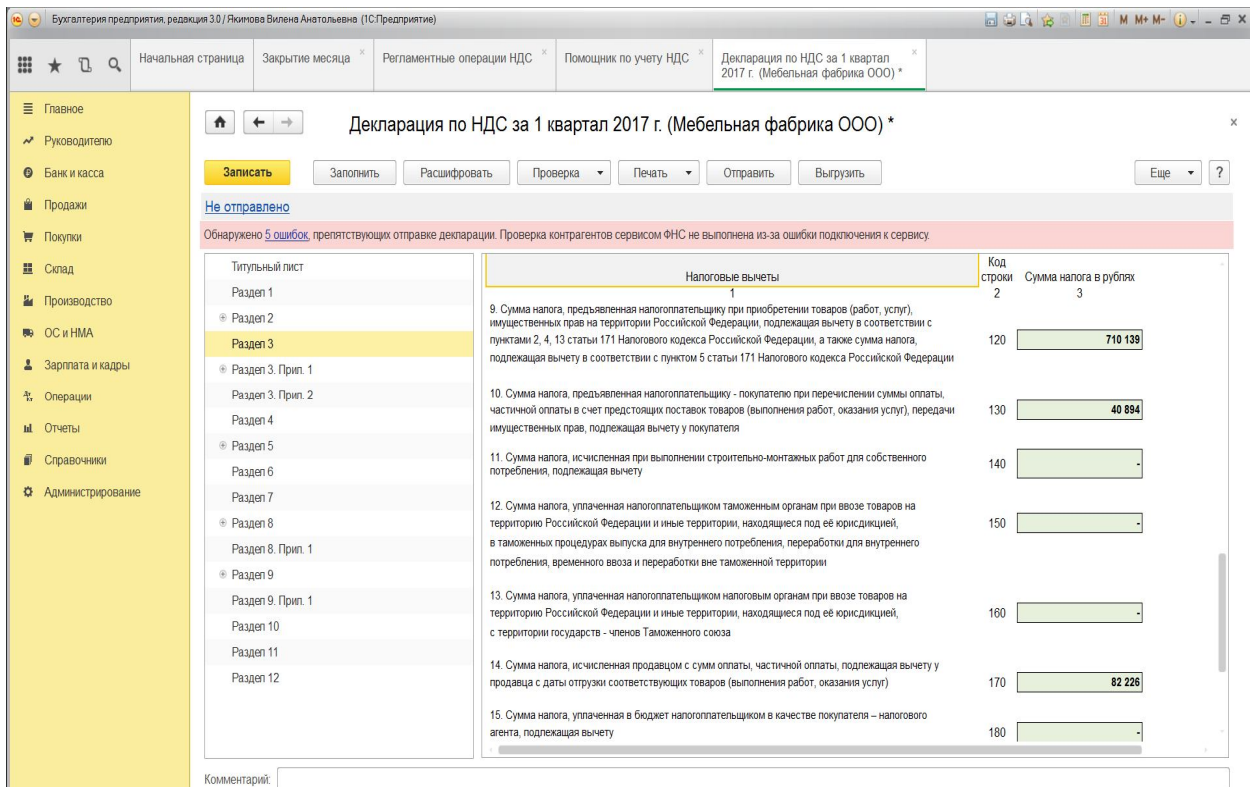 Бухгалтерия предприятия, редакция 3.0 / Якимова Вилена Анатольевна (1С:Предприятие)
M M+ M-
Начальная страница
Закрытие месяца
Регламентные операции НДС
Помощник по учету НДС
Декларация по НДС за 1 квартал
2017 г. (Мебельная фабрика ООО) *
Главное
Руководителю
Банк и касса
Продажи
Покупки
Склад
Производство
ОС и НМА
Зарплата и кадры
Операции
Отчеты
Справочники
Администрирование
Декларация по НДС за 1 квартал 2017 г. (Мебельная фабрика ООО) *
Записать Заполнить Расшифровать Проверка Печать Отправить Выгрузить Еще ?
Не отправлено
Обнаружено 5 ошибок, препятствующих отправке декларации. Проверка контрагентов сервисом ФНС не выполнена из-за ошибки подключения к сервису.
Титульный лист
Раздел 1
Раздел 2
Раздел 3
Раздел 3. Прил. 1
Раздел 3. Прил. 2
Раздел 4
Раздел 5
Раздел 6
Раздел 7
Раздел 8
Раздел 8. Прил. 1
Раздел 9
Раздел 9. Прил. 1
Раздел 10
Раздел 11
Раздел 12
Налоговые вычеты
Код
строки
Сумма налога в рублях
1 2 3
9. Сумма налога, предъявленная налогоплательщику при приобретении товаров (работ, услуг),
имущественных прав на территории Российской Федерации, подлежащая вычету в соответствии с
пунктами 2, 4, 13 статьи 171 Налогового кодекса Российской Федерации, а также сумма налога,
подлежащая вычету в соответствии с пунктом 5 статьи 171 Налогового кодекса Российской Федерации
120 710 139
10. Сумма налога, предъявленная налогоплательщику - покупателю при перечислении суммы оплаты,
частичной оплаты в счет предстоящих поставок товаров (выполнения работ, оказания услуг), передачи
имущественных прав, подлежащая вычету у покупателя
130 40 894
11. Сумма налога, исчисленная при выполнении строительно-монтажных работ для собственного
потребления, подлежащая вычету
140 -
12. Сумма налога, уплаченная налогоплательщиком таможенным органам при ввозе товаров на
территорию Российской Федерации и иные территории, находящиеся под её юрисдикцией,
в таможенных процедурах выпуска для внутреннего потребления, переработки для внутреннего
потребления, временного ввоза и переработки вне таможенной территории
150 -
13. Сумма налога, уплаченная налогоплательщиком налоговым органам при ввозе товаров на
территорию Российской Федерации и иные территории, находящиеся под её юрисдикцией,
с территории государств - членов Таможенного союза
160 -
14. Сумма налога, исчисленная продавцом с сумм оплаты, частичной оплаты, подлежащая вычету у
продавца с даты отгрузки соответствующих товаров (выполнения работ, оказания услуг)
170 82 226
15. Сумма налога, уплаченная в бюджет налогоплательщиком в качестве покупателя – налогового
агента, подлежащая вычету
180 -
Комментарий: